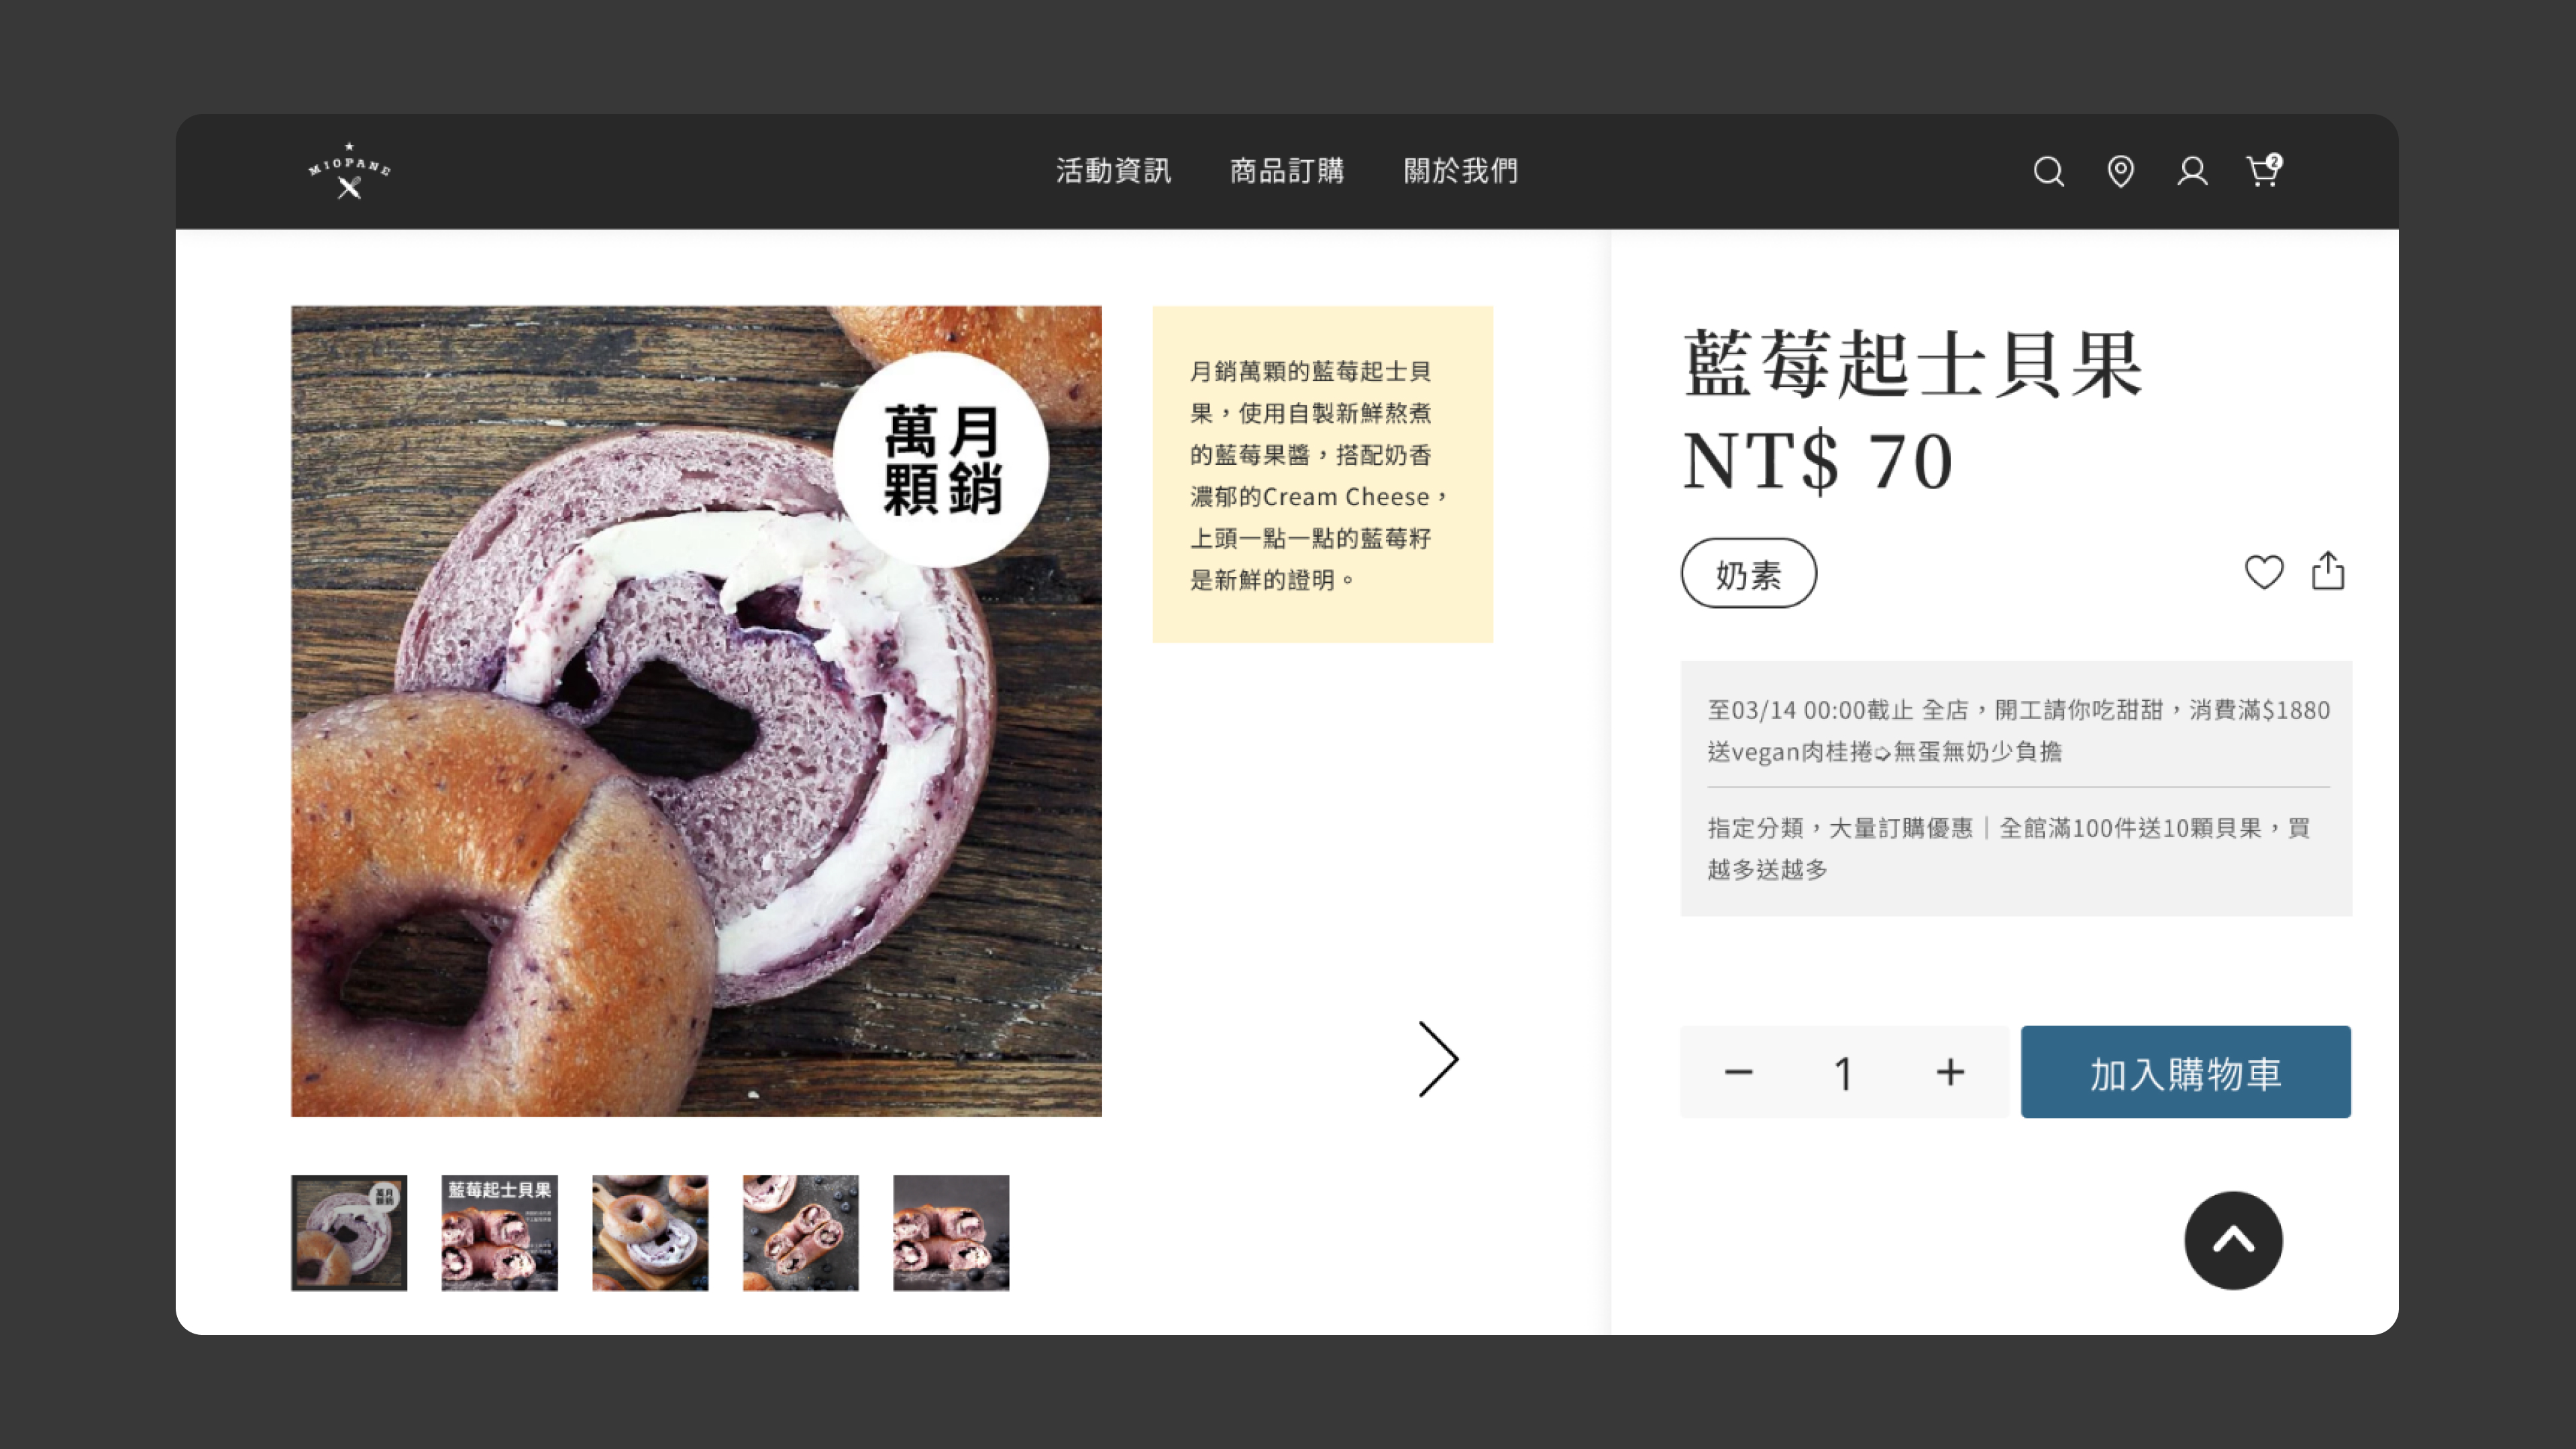 MIOPANE
活動資訊
商品訂購
關於我們
2
月銷
萬顆
月銷萬顆的藍莓起士貝
果，使用自製新鮮熬煮
的藍莓果醬，搭配奶香
濃郁的Cream Cheese，
上頭一點一點的藍莓籽
是新鮮的證明。
藍莓起士貝果
NT$ 70
奶素
至03/14 00:00截止 全店，開工請你吃甜甜，消費滿$1880
送vegan肉桂捲➭無蛋無奶少負擔
指定分類，大量訂購優惠｜全館滿100件送10顆貝果，買
越多送越多
1
加入購物車
月銷
萬顆
藍莓起士貝果